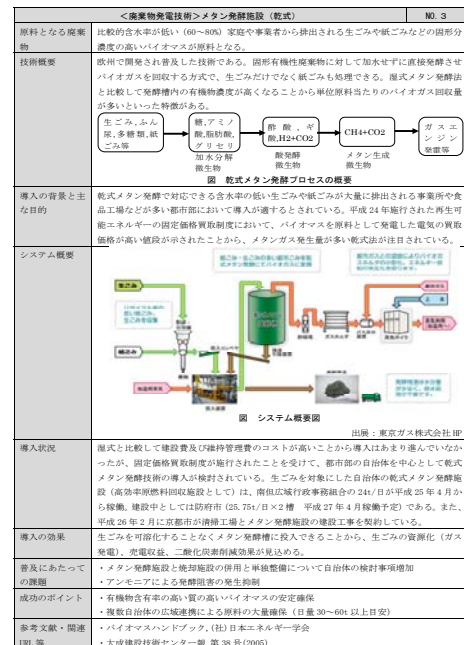 ＜廃棄物発電技術＞メタン発酵施設（乾式） NO.３
原料となる廃棄物
比較的含水率が低い（60～80%）家庭や事業者から排出される生ごみや紙ごみなどの固形分
濃度の高いバイオマスが原料となる。
技術概要
欧州で開発され普及した技術である。固形有機性廃棄物に対して加水せずに直接発酵させ
バイオガスを回収する方式で、生ごみだけでなく紙ごみも処理できる。湿式メタン発酵法
と比較して発酵槽内の有機物濃度が高くなることから単位原料当たりのバイオガス回収量
が多いといった特徴がある。
生ごみ,ふん尿,多糖類,紙ごみ等
糖,アミノ酸,脂肪酸,グリセリ
酢酸,ギ酸,H2+CO2
CH4+CO2
ガスエンジン発電等
加水分解微生物
酸発酵微生物
メタン生成微生物
図 乾式メタン発酵プロセスの概要
導入の背景と主な目的
乾式メタン発酵で対応できる含水率の低い生ごみや紙ごみが大量に排出される事業所や食
品工場などが多い都市部において導入が適するとされている。平成 24 年施行された再生可
能エネルギーの固定価格買取制度において、バイオマスを原料として発電した電気の買取
価格が高い値段が示されたことから、メタンガス発生量が多い乾式法が注目されている。
システム概要
図 システム概要図
出展：東京ガス株式会社 HP
導入状況
湿式と比較して建設費及び維持管理費のコストが高いことから導入はあまり進んでいなか
ったが、固定価格買取制度が施行されたことを受けて、都市部の自治体を中心として乾式
メタン発酵技術の導入が検討されている。生ごみを対象にした自治体の乾式メタン発酵施
設（高効率原燃料回収施設として）は、南但広域行政事務組合の 24t/日が平成 25 年 4 月か
ら稼働。建設中としては防府市（25.75t/日×2 槽 平成 27 年 4 月稼働予定）である。また、
平成 26 年 2 月に京都市が清掃工場とメタン発酵施設の建設工事を契約している。
導入の効果
生ごみを可溶化することなくメタン発酵槽に投入できることから、生ごみの資源化（ガス
発電）、売電収益、二酸化炭素削減効果が見込める。
普及にあたっての課題
・メタン発酵施設と焼却施設の併用と単独整備について自治体の検討事項増加
・アンモニアによる発酵阻害の発生抑制
成功のポイント
・有機物含有率の高い質の高いバイオマスの安定確保
・複数自治体の広域連携による原料の大量確保（日量 30～60t 以上目安）
参考文献・関連URL 等
・バイオマスハンドブック,(社)日本エネルギー学会
・大成建設技術センター報 第 38 号(2005)